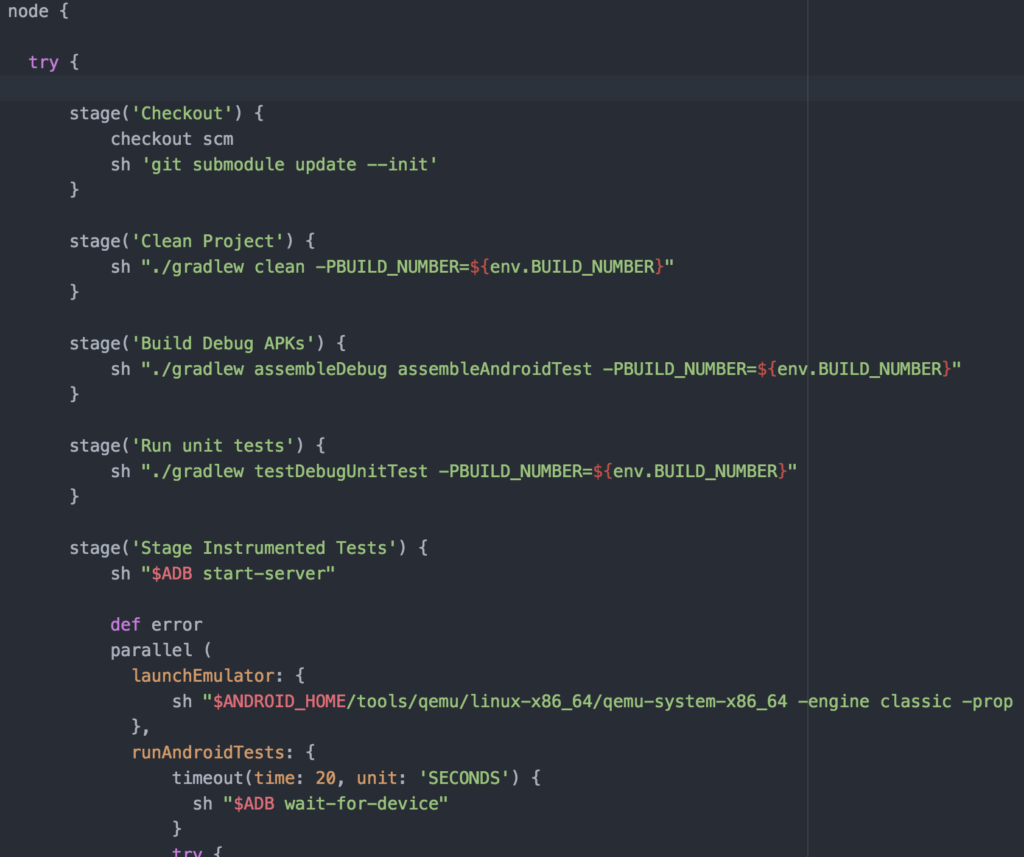 node {
  try {
      stage('Checkout') {
          checkout scm
          sh 'git submodule update --init'
      }
      stage('Clean Project') {
          sh "./gradlew clean -PBUILD_NUMBER=${env.BUILD_NUMBER}"
      }
      stage('Build Debug APKs') {
          sh "./gradlew assembleDebug assembleAndroidTest -PBUILD_NUMBER=${env.BUILD_NUMBER}"
      }
      stage('Run unit tests') {
          sh "./gradlew testDebugUnitTest -PBUILD_NUMBER=${env.BUILD_NUMBER}"
      }
      stage('Stage Instrumented Tests') {
          sh "$ADB start-server"
          def error
          parallel (
            launchEmulator: {
                sh "$ANDROID_HOME/tools/qemu/linux-x86_64/qemu-system-x86_64 -engine classic -prop
            },
            runAndroidTests: {
                timeout(time: 20, unit: 'SECONDS') {
                  sh "$ADB wait-for-device"
                }
                try {